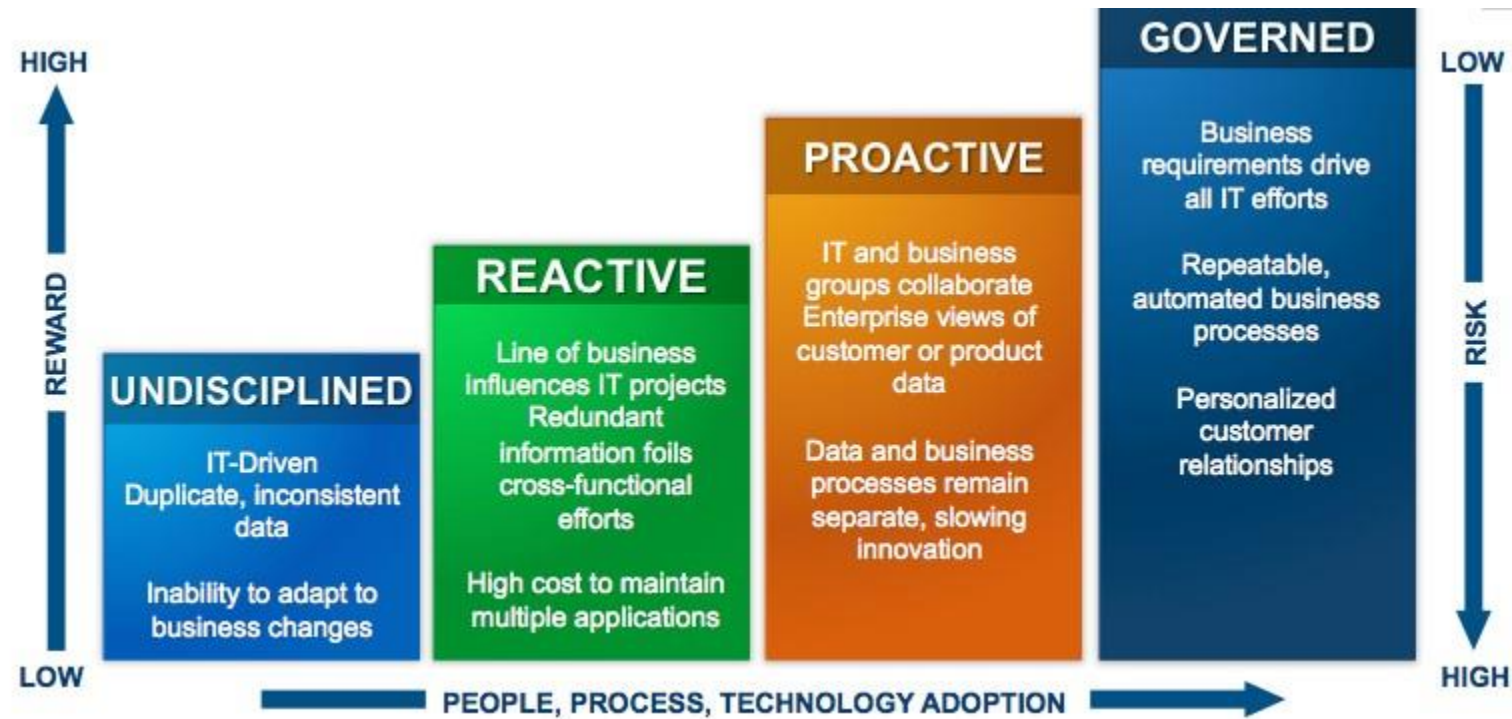 HIGH
REWARD
LOW
UNDISCIPLINED
IT-Driven
Duplicate, inconsistent
data
Inability to adapt to
business changes
REACTIVE
Line of business
influences IT projects
Redundant
information foils
cross-functional
efforts
High cost to maintain
multiple applications
PROACTIVE
IT and business
groups collaborate
Enterprise views of
customer or product
data
Data and business
processes remain
separate, slowing
innovation
GOVERNED
Business
requirements drive
all IT efforts
Repeatable,
automated business
processes
Personalized
customer
relationships
LOW
RISK
HIGH
PEOPLE, PROCESS, TECHNOLOGY ADOPTION